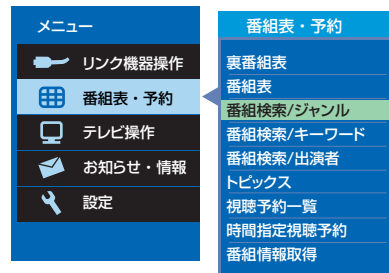 メニュー
リンク機器操作
番組表・予約
テレビ操作
お知らせ・情報
設定
番組表・予約
裏番組表
番組表
番組検索/ジャンル
番組検索/キーワード
番組検索/出演者
トピックス
視聴予約一覧
時間指定視聴予約
番組情報取得